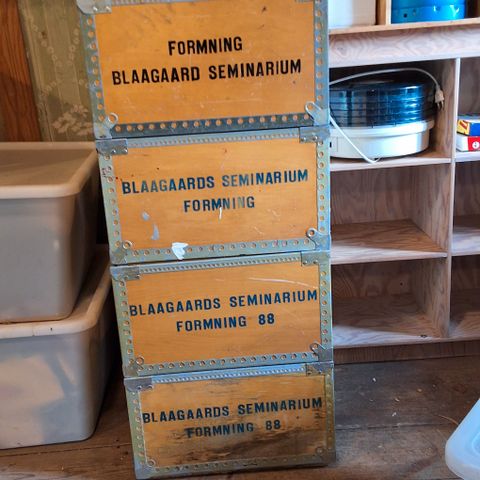 FORMNING
BLAAGAARD SEMINARIUM
BLAAGAARDS SEMINARIUM
FORMNING
BLAAGAARDS SEMINARIUM
FORMNING 88
BLAAGAARDS SEMINARIUM
FORMNING 88